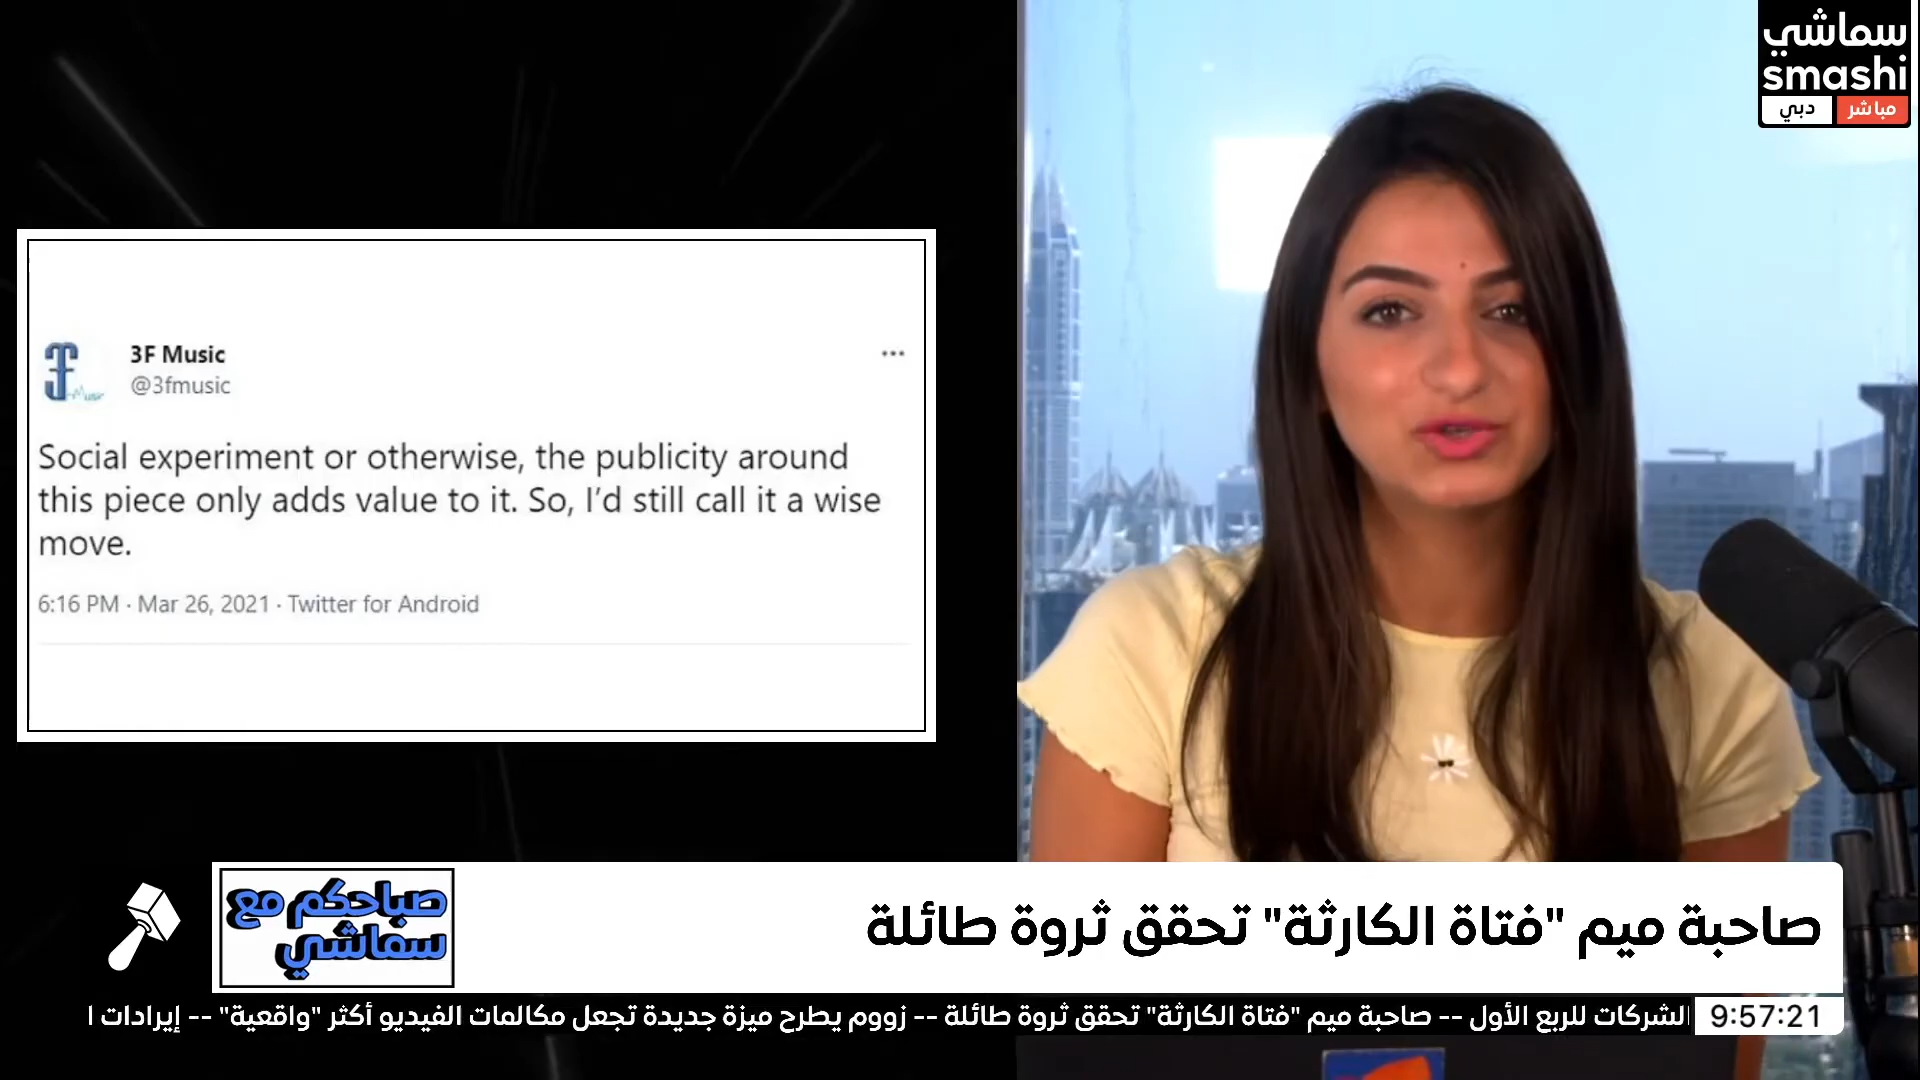 سماشي
smashi
مباشر
دبي
3F Music
@3fmusic
Social experiment or otherwise, the publicity around
this piece only adds value to it. So, I'd still call it a wise
move.
6:16 PM · Mar 26, 2021 · Twitter for Android
صباحكم مع
سماشي
صاحبة ميم "فتاة الكارثة" تحقق ثروة طائلة
9:57:21
الشركات للربع الأول -- صاحبة ميم "فتاة الكارثة" تحقق ثروة طائلة -- زووم يطرح ميزة جديدة تجعل مكالمات الفيديو أكثر "واقعية" -- إيرادات